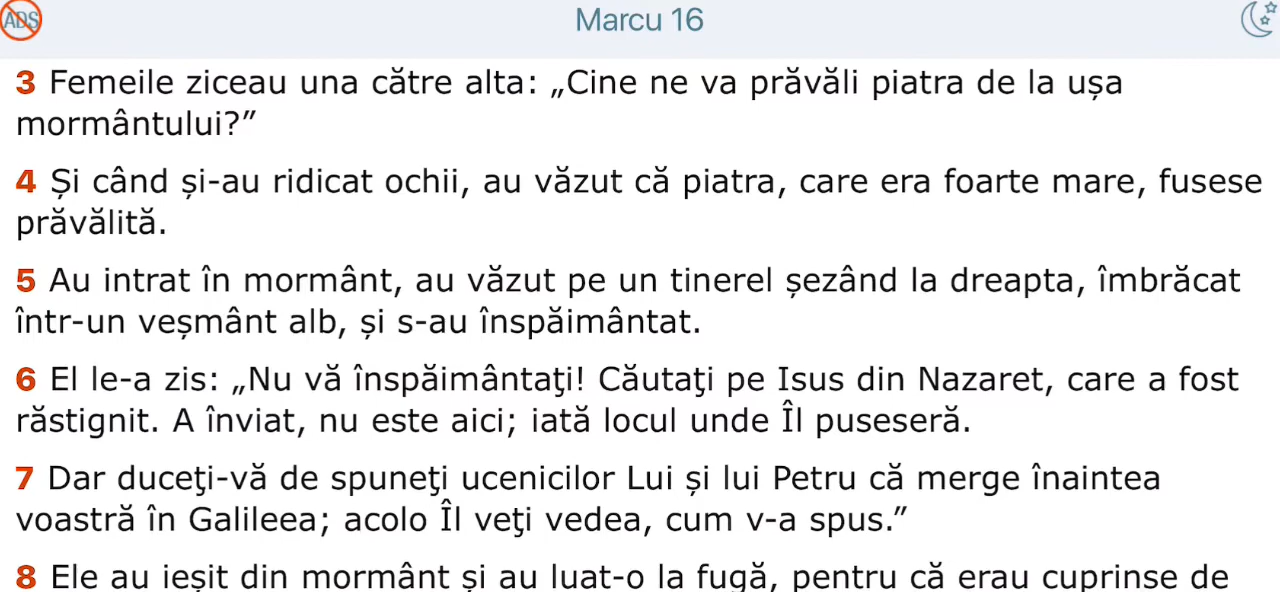 ADS
Marcu 16
3 Femeile ziceau una către alta: „Cine ne va prăvăli piatra de la ușa
mormântului?”
4 Și când și-au ridicat ochii, au văzut că piatra, care era foarte mare, fusese
prăvălită.
5 Au intrat în mormânt, au văzut pe un tinerel șezând la dreapta, îmbrăcat
într-un veșmânt alb, și s-au înspăimântat.
6 El le-a zis: „Nu vă înspăimântaţi! Căutaţi pe Isus din Nazaret, care a fost
răstignit. A înviat, nu este aici; iată locul unde Îl puseseră.
7 Dar duceţi-vă de spuneţi ucenicilor Lui și lui Petru că merge înaintea
voastră în Galileea; acolo Îl veţi vedea, cum v-a spus.”
8 Ele au ieșit din mormânt și au luat-o la fugă, pentru că erau cuprinse de